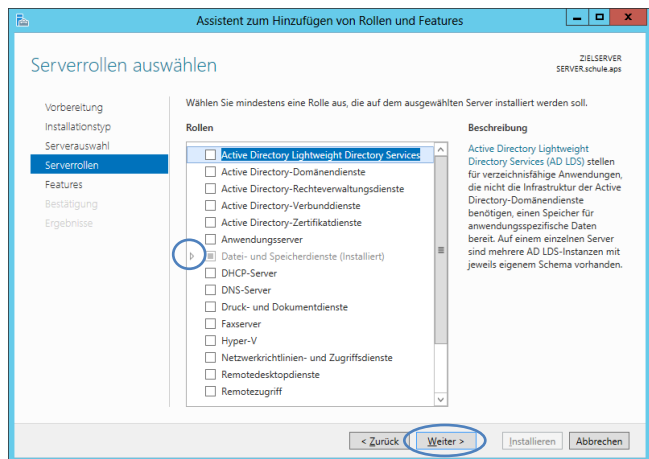 Assistent zum Hinzufügen von Rollen und Features
Serverrollen auswählen
ZIELSERVER
SERVER.schule.aps
Vorbereitung
Installationstyp
Serverauswahl
Serverrollen
Features
Bestätigung
Ergebnisse
Wählen Sie mindestens eine Rolle aus, die auf dem ausgewählten Server installiert werden soll.
Rollen
Active Directory Lightweight Directory Services
Active Directory-Domänendienste
Active Directory-Rechteverwaltungsdienste
Active Directory-Verbunddienste
Active Directory-Zertifikatdienste
Anwendungsserver
Datei- und Speicherdienste (Installiert)
DHCP-Server
DNS-Server
Druck- und Dokumentdienste
Faxserver
Hyper-V
Netzwerkrichtlinien- und Zugriffsdienste
Remotedesktopdienste
Remotezugriff
Beschreibung
Active Directory Lightweight
Directory Services (AD LDS) stellen
für verzeichnisfähige Anwendungen,
die nicht die Infrastruktur der Active
Directory-Domänendienste
benötigen, einen Speicher für
anwendungsspezifische Daten
bereit. Auf einem einzelnen Server
sind mehrere AD LDS-Instanzen mit
jeweils eigenem Schema vorhanden.
< Zurück
Weiter >
Installieren
Abbrechen